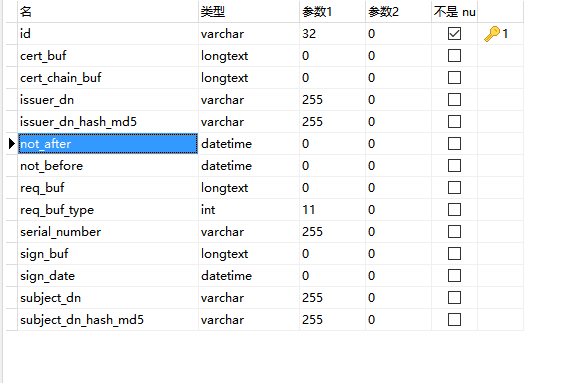 名 类型 参数1 参数2 不是 nu
id varchar 32 0 1
cert_buf longtext 0 0
cert_chain_buf longtext 0 0
issuer_dn varchar 255 0
issuer_dn_hash_md5 varchar 255 0
not_after datetime 0 0
not_before datetime 0 0
req_buf longtext 0 0
req_buf_type int 11 0
serial_number varchar 255 0
sign_buf longtext 0 0
sign_date datetime 0 0
subject_dn varchar 255 0
subject_dn_hash_md5 varchar 255 0